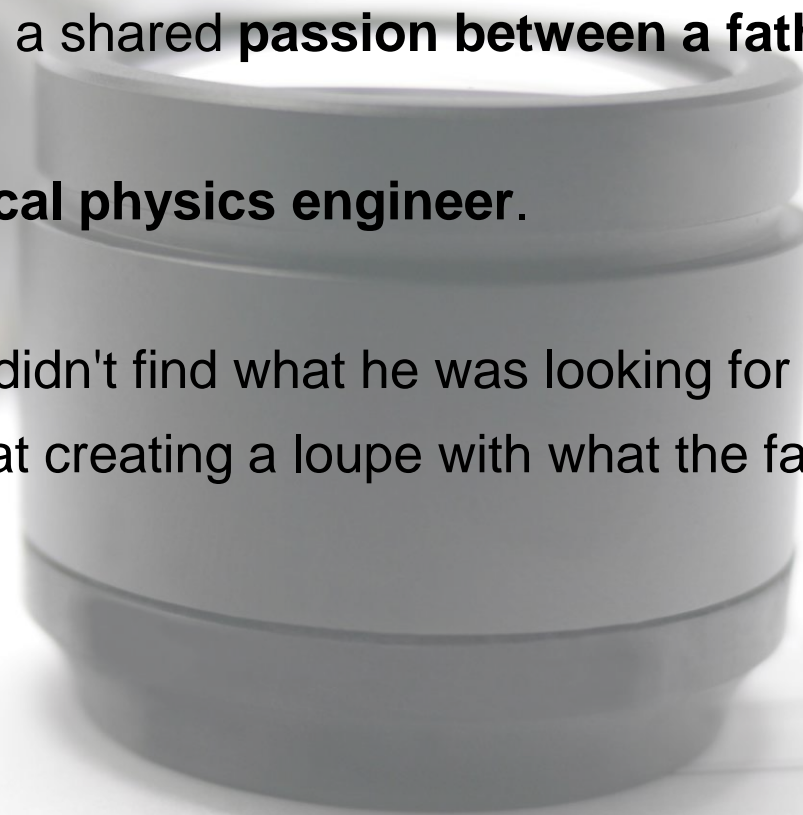 a shared passion between a fath
cal physics engineer.
didn't find what he was looking for
at creating a loupe with what the fa